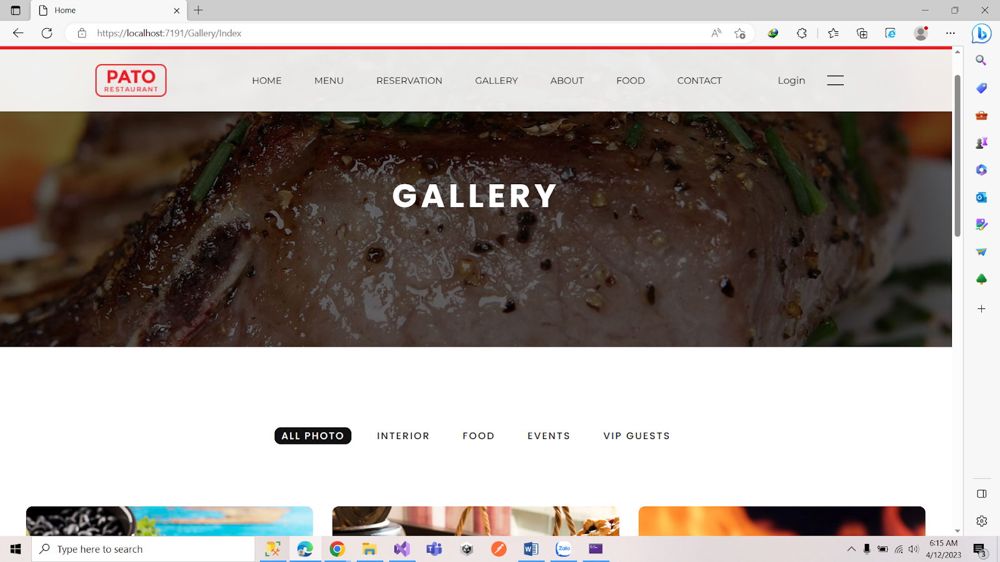 Home
https://localhost:7191/Gallery/Index
PATO
RESTAURANT
HOME MENU RESERVATION GALLERY ABOUT FOOD CONTACT Login
GALLERY
ALL PHOTO INTERIOR FOOD EVENTS VIP GUESTS
Type here to search
Zalo
6:15 AM
4/12/2023
3